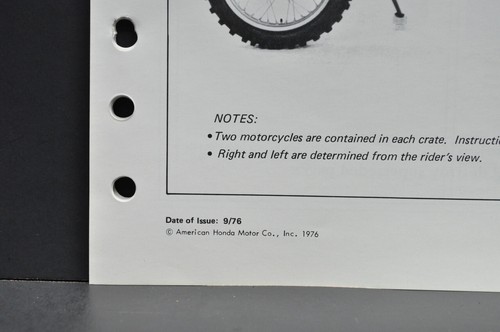 NOTES:
• Two motorcycles are contained in each crate. Instructi
• Right and left are determined from the rider's view.
Date of Issue: 9/76
© American Honda Motor Co., Inc. 1976